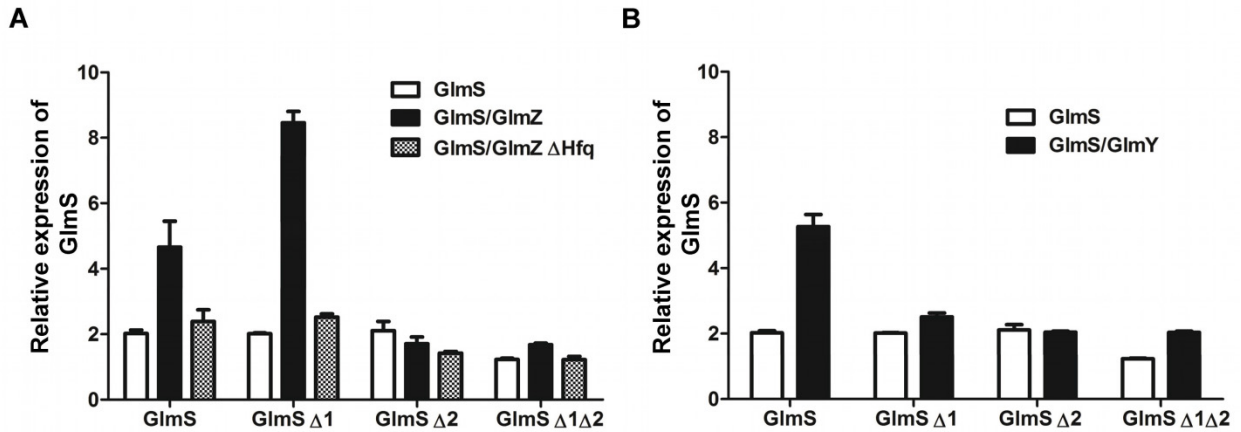 A
Relative expression of
GlmS
10
8
6
4
2
0
GlmS
GlmS/GlmZ
GlmS/GlmZ ΔHfq
GlmS
GlmS Δ1
GlmS Δ2
GlmS Δ1Δ2
B
Relative expression of
GlmS
10
8
6
4
2
0
GlmS
GlmS/GlmY
GlmS
GlmS Δ1
GlmS Δ2
GlmS Δ1Δ2